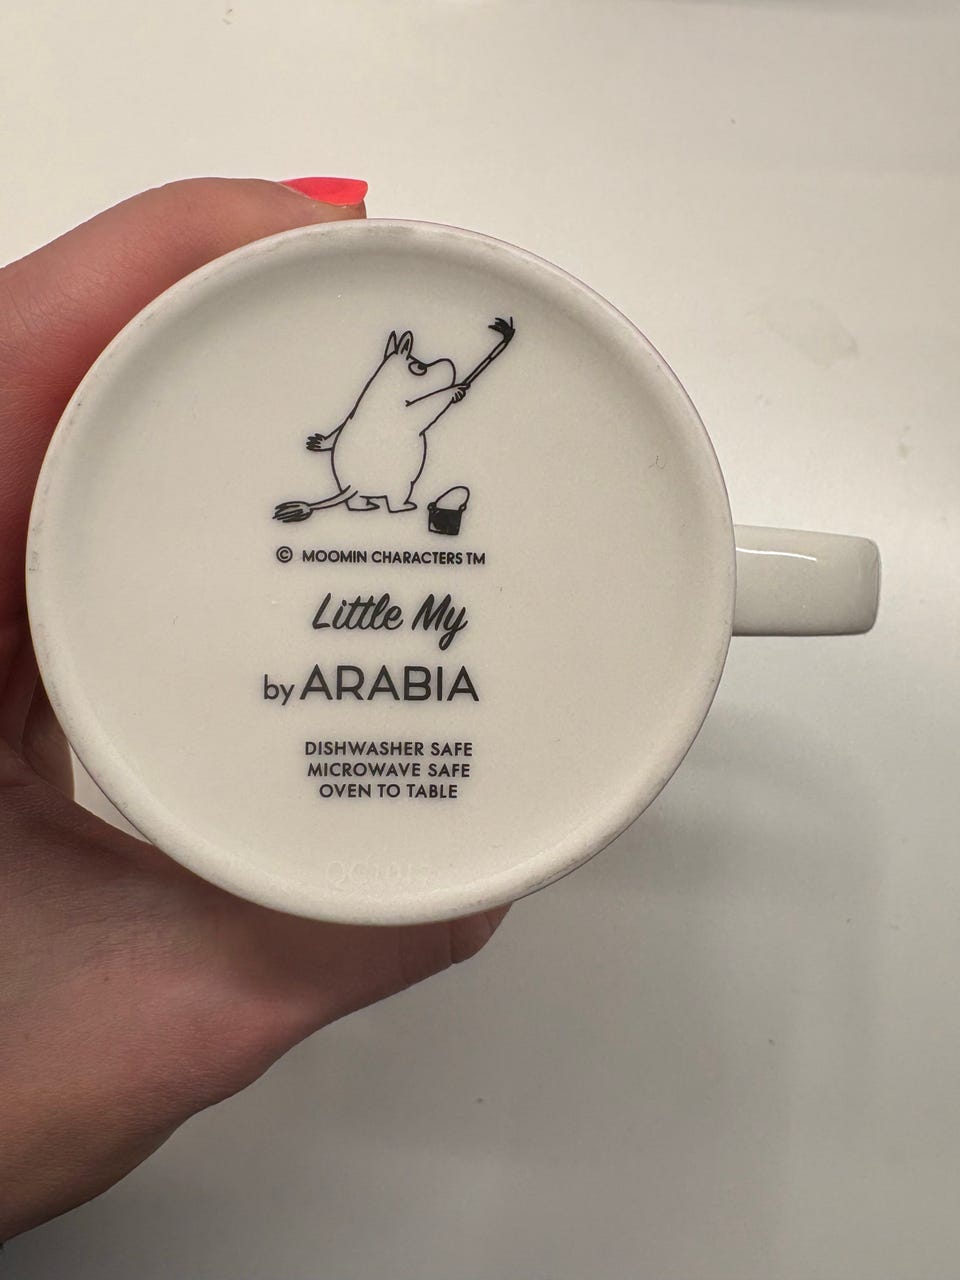 © MOOMIN CHARACTERS TM
Little My
by ARABIA
DISHWASHER SAFE
MICROWAVE SAFE
OVEN TO TABLE